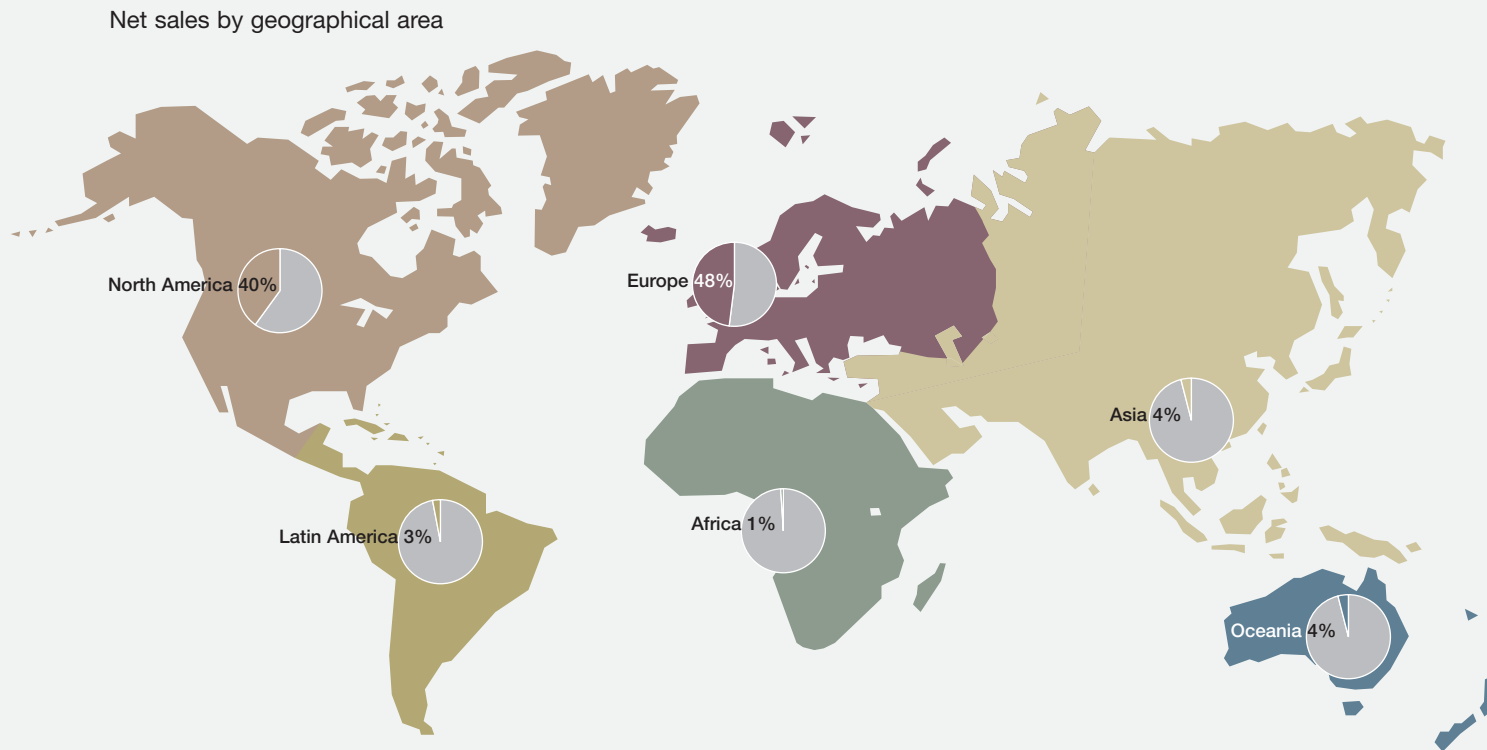 Net sales by geographical area
North America 40%
Europe 48%
Asia 4%
Latin America 3%
Africa 1%
Oceania 4%